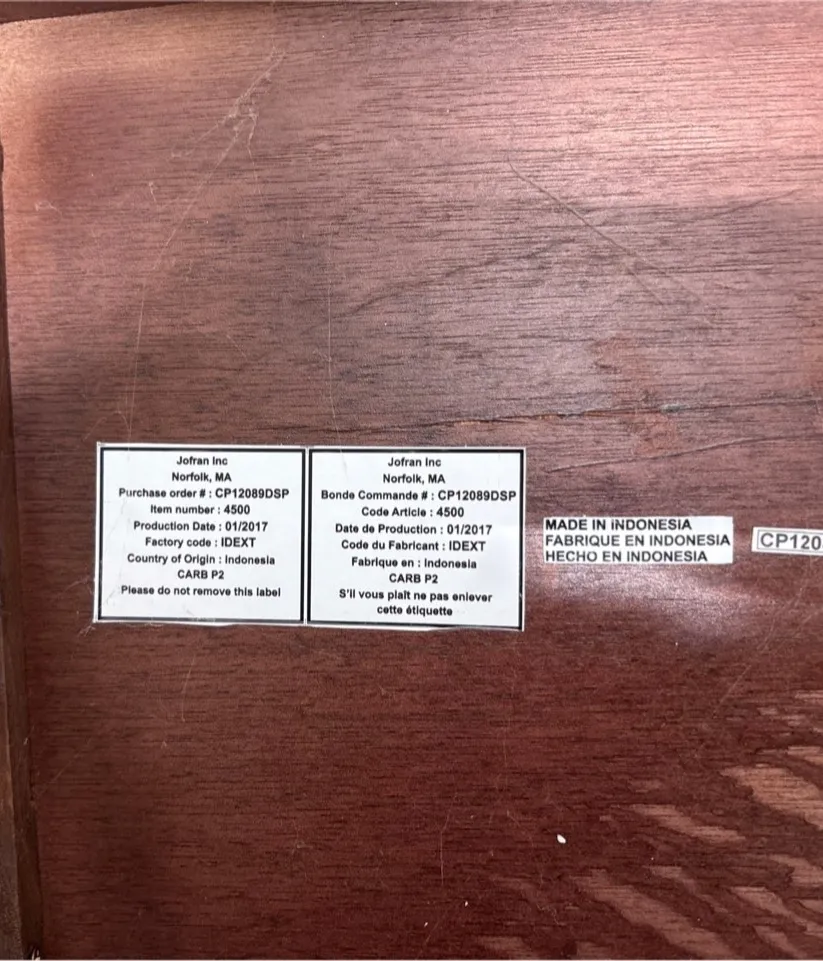 Jofran Inc
Norfolk, MA
Purchase order # : CP12089DSP
Item number : 4500
Production Date : 01/2017
Factory code : IDEXT
Country of Origin : Indonesia
CARB P2
Please do not remove this label
Jofran Inc
Norfolk, MA
Bonde Commande # : CP12089DSP
Code Article : 4500
Date de Production : 01/2017
Code du Fabricant : IDEXT
Fabrique en : Indonesia
CARB P2
S'il vous plaît ne pas enlever
cette étiquette
MADE IN INDONESIA
FABRIQUE EN INDONESIA
HECHO EN INDONESIA
CP120